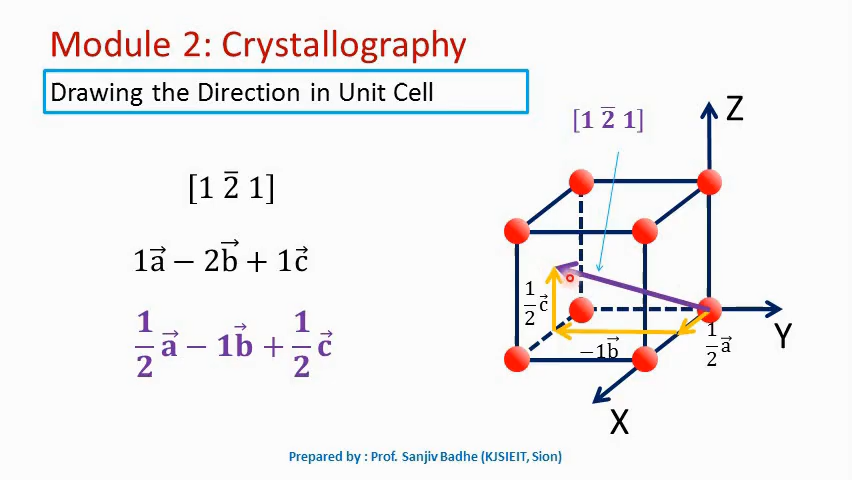 Module 2: Crystallography
Drawing the Direction in Unit Cell
[1 2̅ 1]
1a⃗ − 2b⃗ + 1c⃗
1/2 a⃗ − 1b⃗ + 1/2 c⃗
[1 2̅ 1]
Z
1/2 c⃗
−1b⃗
1/2 a⃗
Y
X
Prepared by : Prof. Sanjiv Badhe (KJSIEIT, Sion)